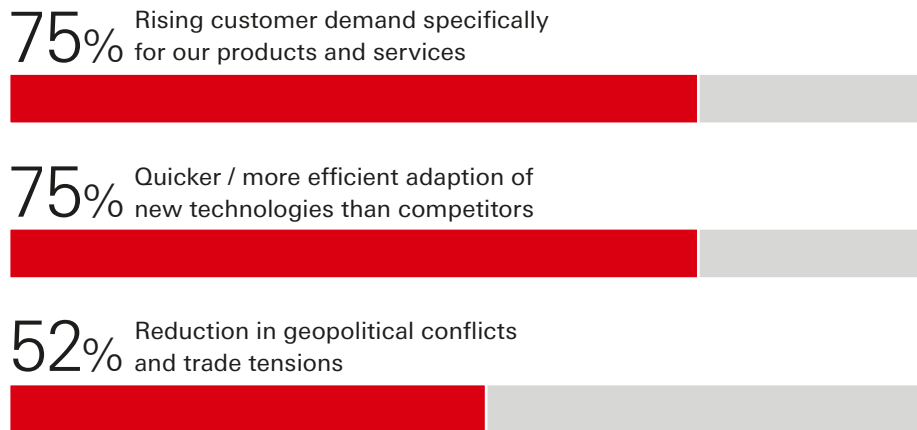 75% Rising customer demand specifically
for our products and services
75% Quicker / more efficient adaption of
new technologies than competitors
52% Reduction in geopolitical conflicts
and trade tensions